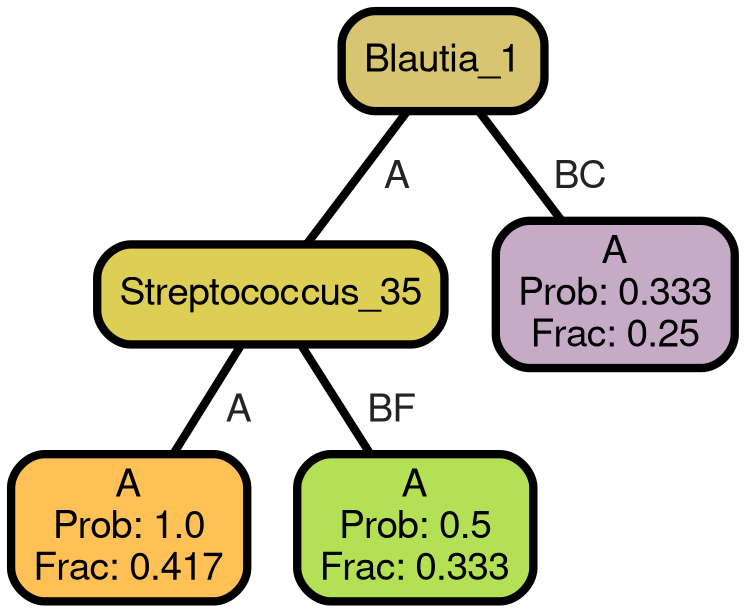 Blautia_1
A
BC
Streptococcus_35
A
Prob: 0.333
Frac: 0.25
A
BF
A
Prob: 1.0
Frac: 0.417
A
Prob: 0.5
Frac: 0.333